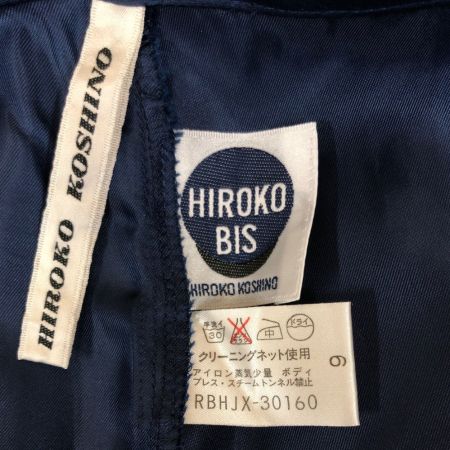 HIROKO KOSHINO
HIROKO
BIS
HIROKO KOSHINO
手洗イ
30
中
ドライ
クリーニングネット使用
アイロン蒸気少量 ボディ
プレス・スチームトンネル禁止
RBHJX-30160
9